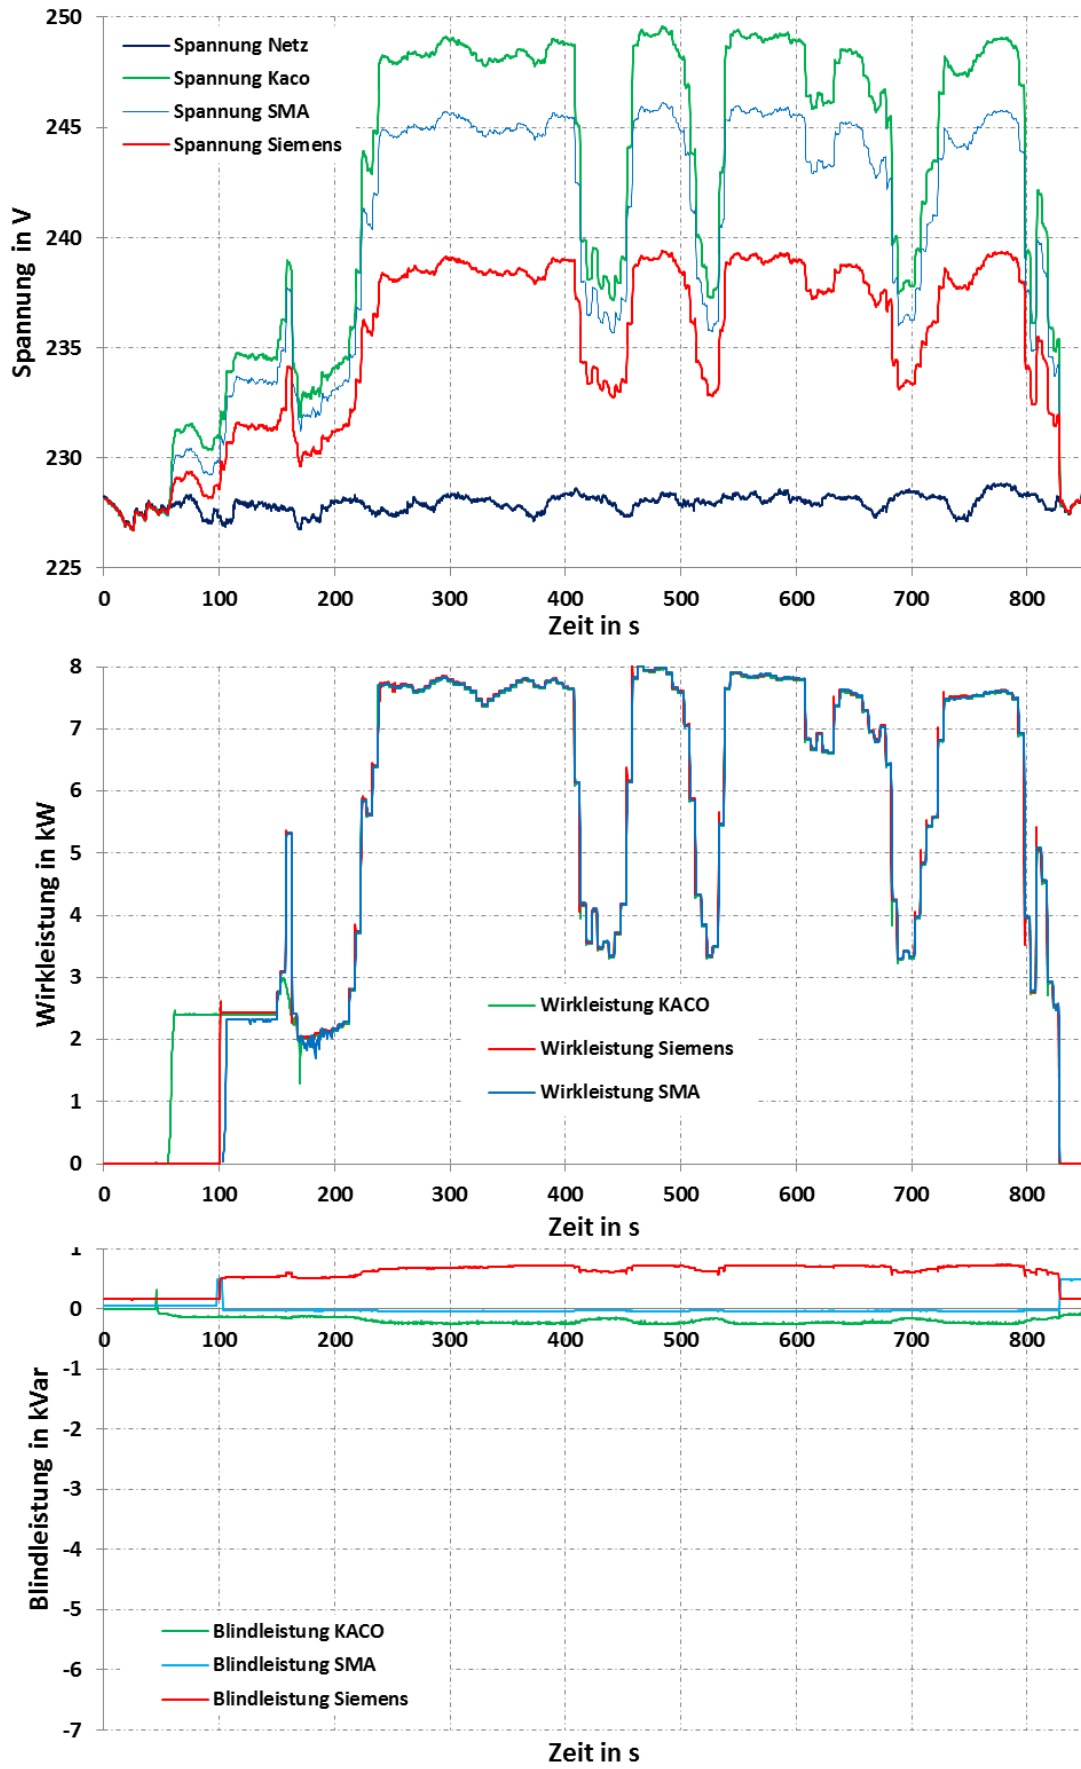 250
245
240
235
230
225
Spannung in V
Spannung Netz
Spannung Kaco
Spannung SMA
Spannung Siemens
0 100 200 300 400 500 600 700 800
Zeit in s
8
7
6
5
4
3
2
1
0
Wirkleistung in kW
Wirkleistung KACO
Wirkleistung Siemens
Wirkleistung SMA
0 100 200 300 400 500 600 700 800
Zeit in s
1
0
-1
-2
-3
-4
-5
-6
-7
Blindleistung in kVar
0 100 200 300 400 500 600 700 800
Blindleistung KACO
Blindleistung SMA
Blindleistung Siemens
Zeit in s